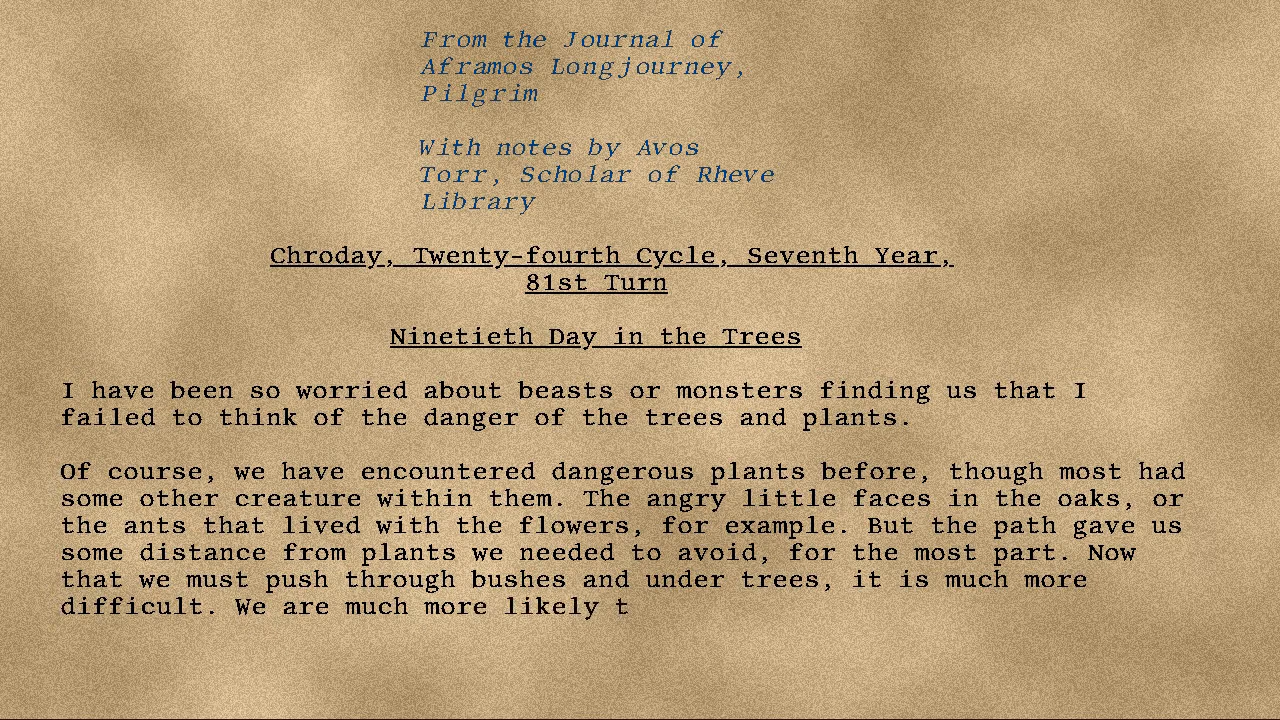 From the Journal of
Aframos Longjourney,
Pilgrim
With notes by Avos
Torr, Scholar of Rheve
Library
Chroday, Twenty-fourth Cycle, Seventh Year,
81st Turn
Ninetieth Day in the Trees
I have been so worried about beasts or monsters finding us that I
failed to think of the danger of the trees and plants.
Of course, we have encountered dangerous plants before, though most had
some other creature within them. The angry little faces in the oaks, or
the ants that lived with the flowers, for example. But the path gave us
some distance from plants we needed to avoid, for the most part. Now
that we must push through bushes and under trees, it is much more
difficult. We are much more likely t